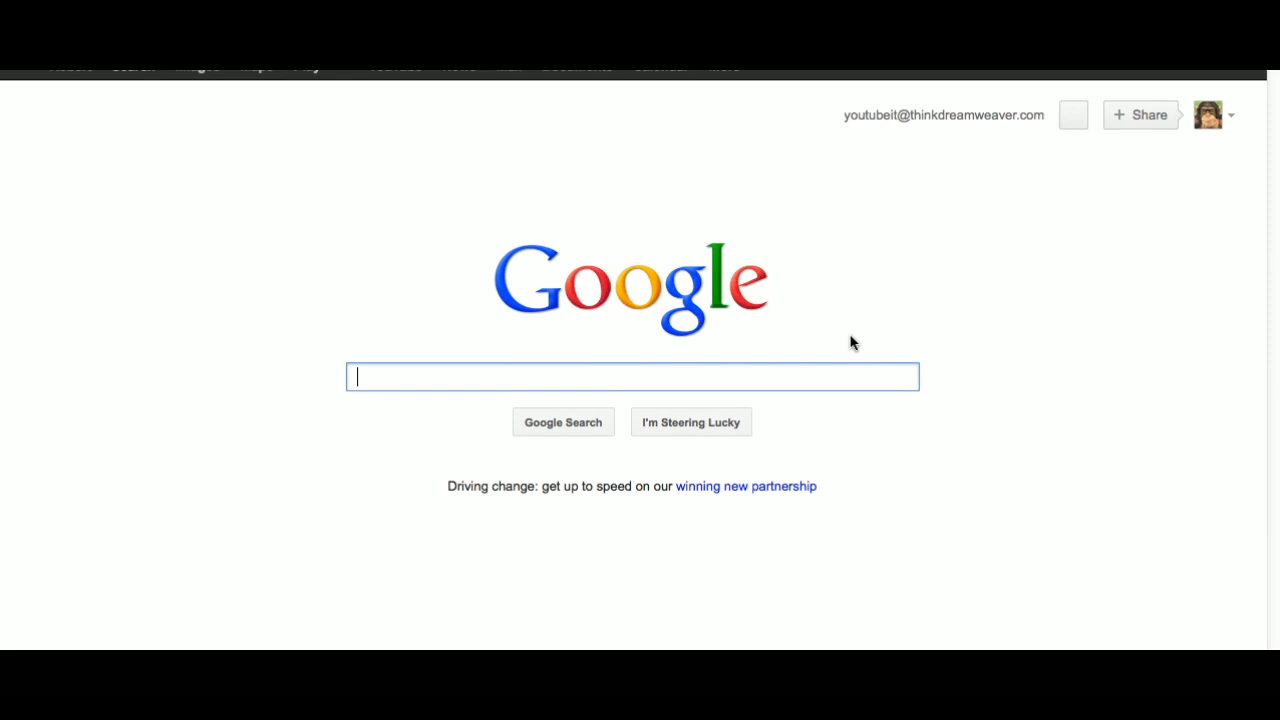 youtubeit@thinkdreamweaver.com + Share
Google
Google Search I'm Steering Lucky
Driving change: get up to speed on our winning new partnership